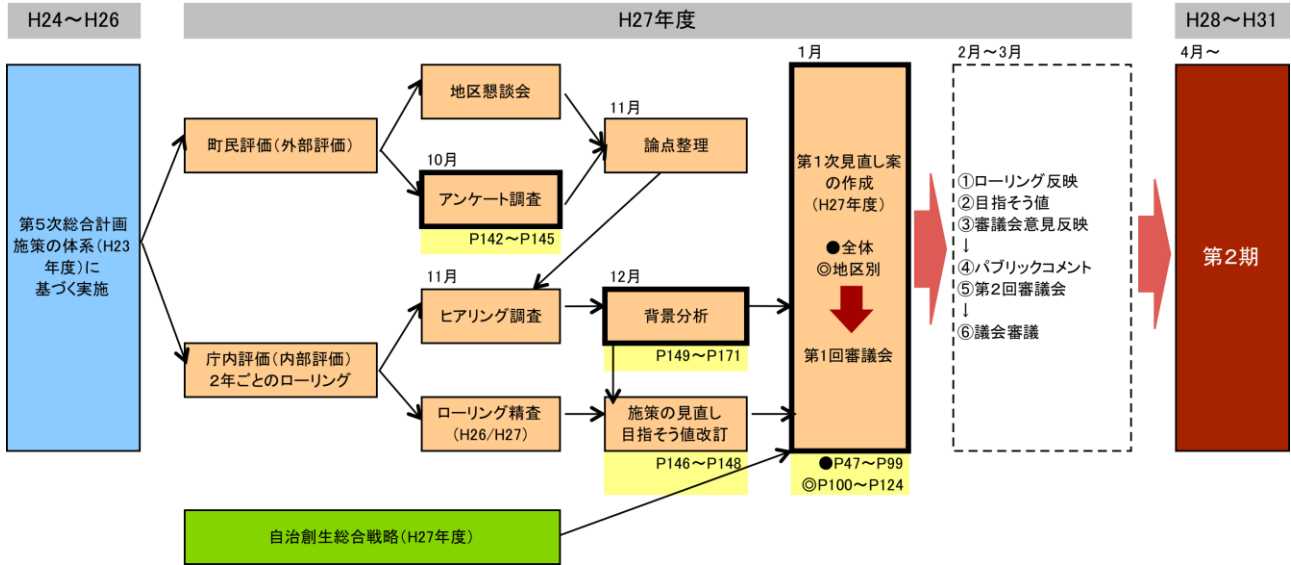 H24～H26
H27年度
H28～H31
第5次総合計画
施策の体系(H23
年度)に
基づく実施
町民評価(外部評価)
庁内評価(内部評価)
2年ごとのローリング
地区懇談会
10月
アンケート調査
P142～P145
11月
論点整理
11月
ヒアリング調査
12月
背景分析
P149～P171
ローリング精査
(H26/H27)
施策の見直し
目指そう値改訂
P146～P148
自治創生総合戦略(H27年度)
1月
第1次見直し案
の作成
(H27年度)
●全体
◎地区別
第1回審議会
●P47～P99
◎P100～P124
2月～3月
①ローリング反映
②目指そう値
③審議会意見反映
↓
④パブリックコメント
⑤第2回審議会
↓
⑥議会審議
4月～
第2期